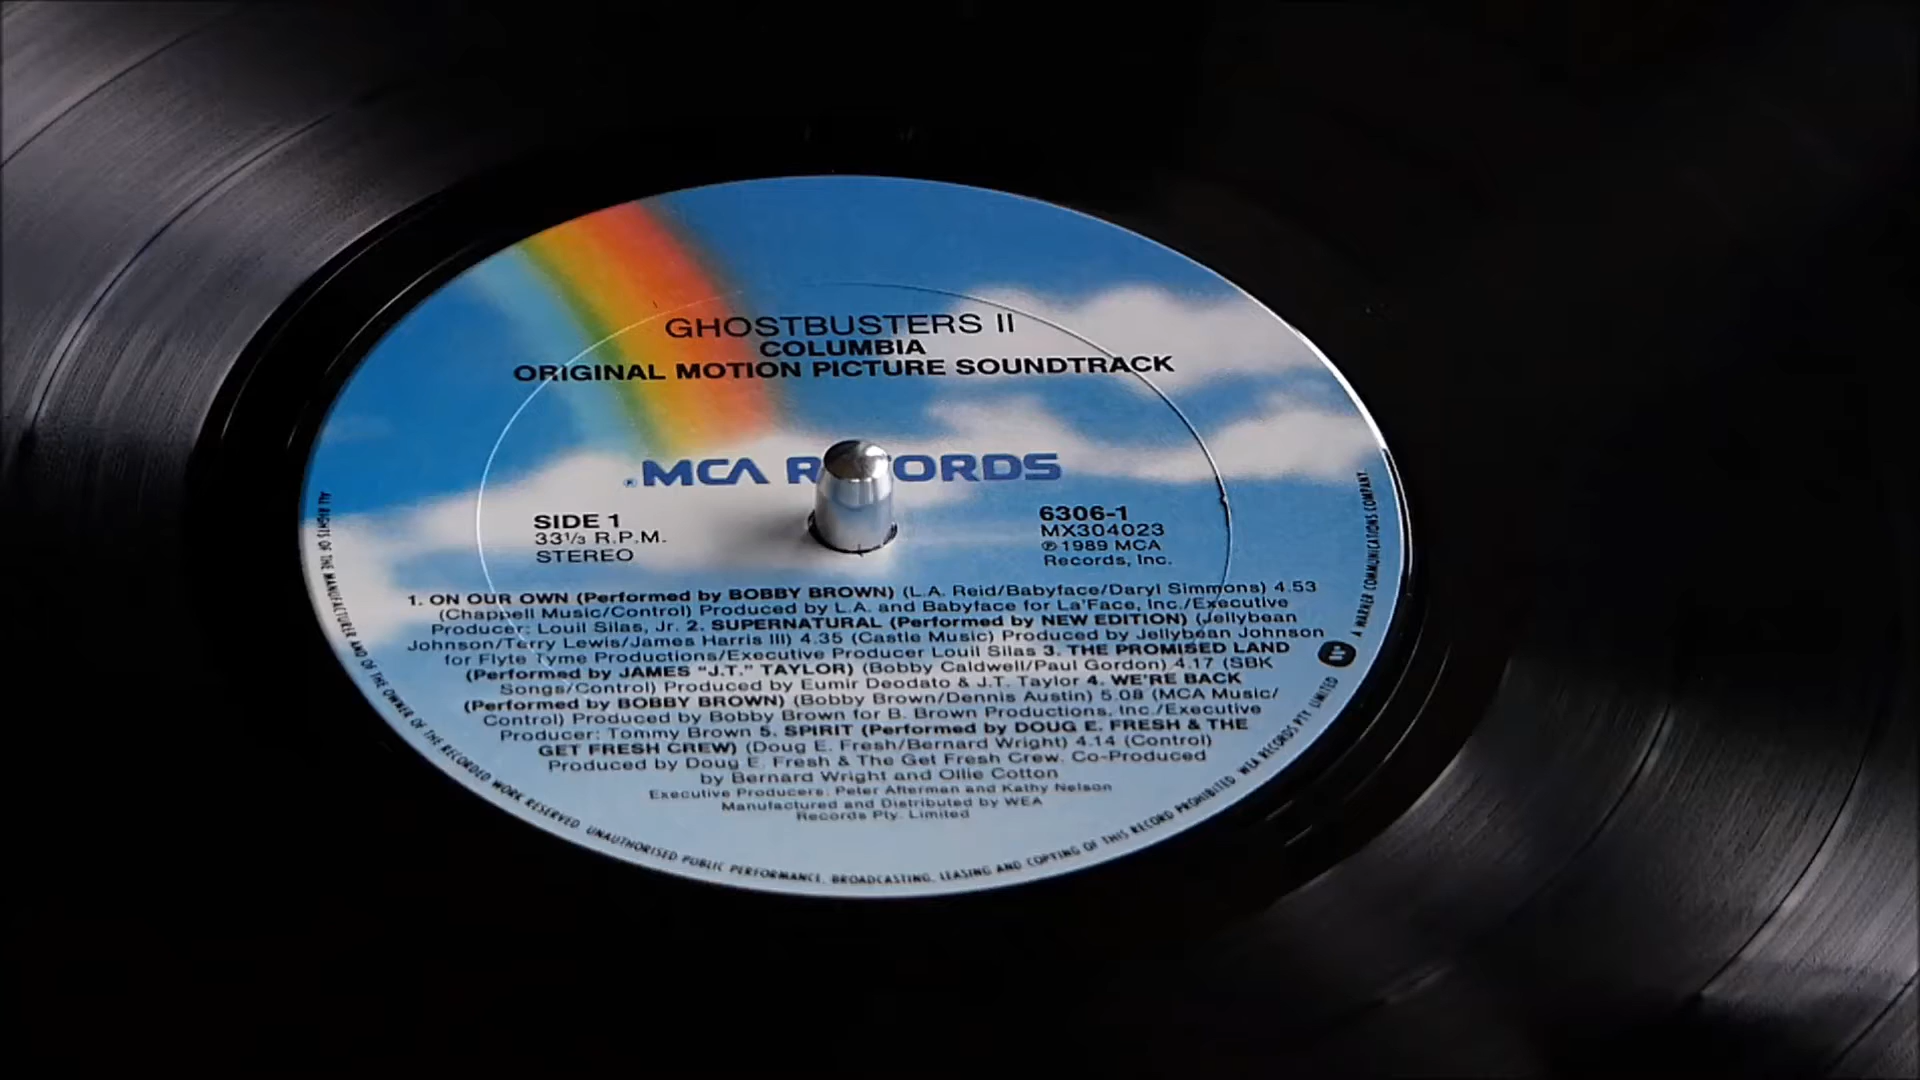 GHOSTBUSTERS II
COLUMBIA
ORIGINAL MOTION PICTURE SOUNDTRACK
®MCA RECORDS
SIDE 1
33⅓ R.P.M.
STEREO
6306-1
MX304023
℗1989 MCA
Records, Inc.
1. ON OUR OWN (Performed by BOBBY BROWN) (L.A. Reid/Babyface/Daryl Simmons) 4.53
(Chappell Music/Control) Produced by L.A. and Babyface for La'Face, Inc./Executive
Producer: Louil Silas, Jr. 2. SUPERNATURAL (Performed by NEW EDITION) (Jellybean
Johnson/Terry Lewis/James Harris III) 4.35 (Castle Music) Produced by Jellybean Johnson
for Flyte Tyme Productions/Executive Producer Louil Silas 3. THE PROMISED LAND
(Performed by JAMES "J.T." TAYLOR) (Bobby Caldwell/Paul Gordon) 4.17 (SBK
Songs/Control) Produced by Eumir Deodato & J.T. Taylor 4. WE'RE BACK
(Performed by BOBBY BROWN) (Bobby Brown/Dennis Austin) 5.08 (MCA Music/
Control) Produced by Bobby Brown for B. Brown Productions, Inc./Executive
Producer: Tommy Brown 5. SPIRIT (Performed by DOUG E. FRESH & THE
GET FRESH CREW) (Doug E. Fresh/Bernard Wright) 4.14 (Control)
Produced by Doug E. Fresh & The Get Fresh Crew. Co-Produced
by Bernard Wright and Ollie Cotton
Executive Producers: Peter Afterman and Kathy Nelson
Manufactured and Distributed by WEA
Records Pty. Limited
ALL RIGHTS OF THE MANUFACTURER AND OF THE OWNER OF THE RECORDED WORK RESERVED. UNAUTHORISED PUBLIC PERFORMANCE, BROADCASTING, LEASING AND COPYING OF THIS RECORD PROHIBITED. WEA RECORDS PTY. LIMITED A WARNER COMMUNICATIONS COMPANY.